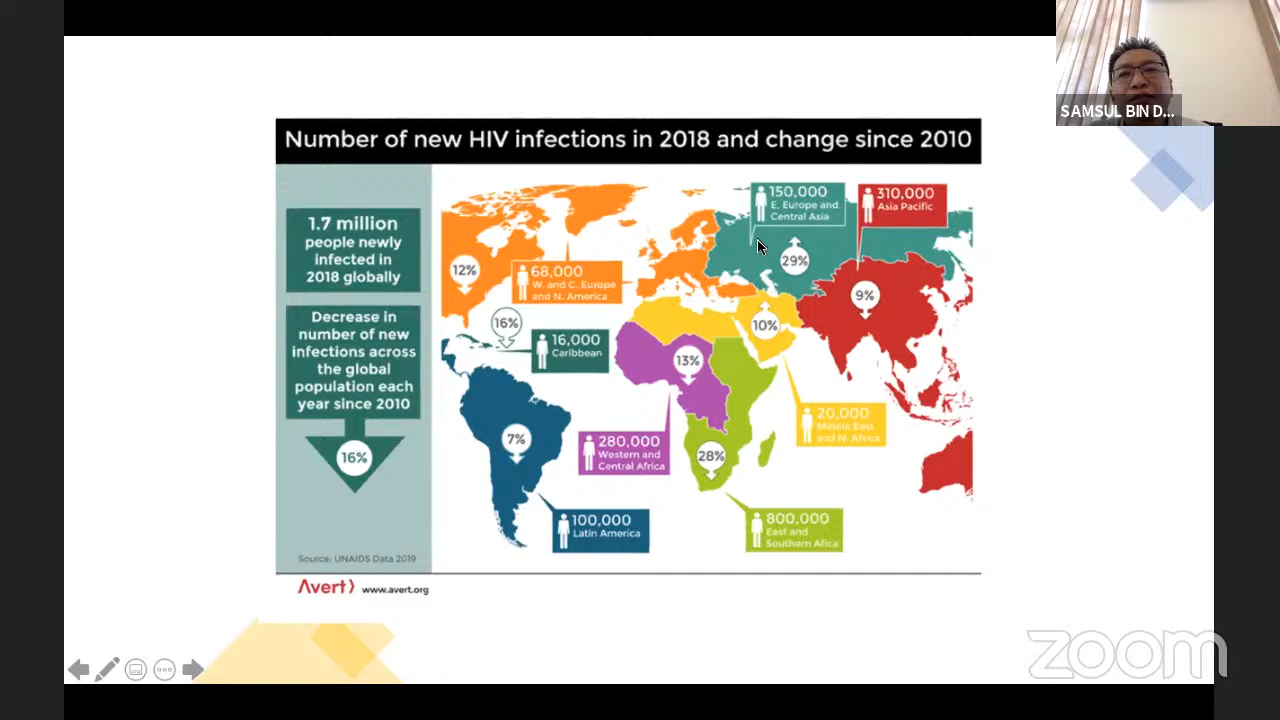 SAMSUL BIN D...
Number of new HIV infections in 2018 and change since 2010
1.7 million
people newly
infected in
2018 globally
Decrease in
number of new
infections across
the global
population each
year since 2010
16%
Source: UNAIDS Data 2019
12%
68,000
W. and C. Europe
and N. America
16%
16,000
Caribbean
7%
100,000
Latin America
13%
280,000
Western and
Central Africa
28%
800,000
East and
Southern Africa
150,000
E. Europe and
Central Asia
29%
310,000
Asia Pacific
9%
10%
20,000
Middle East
and N. Africa
Avert
www.avert.org
zoom